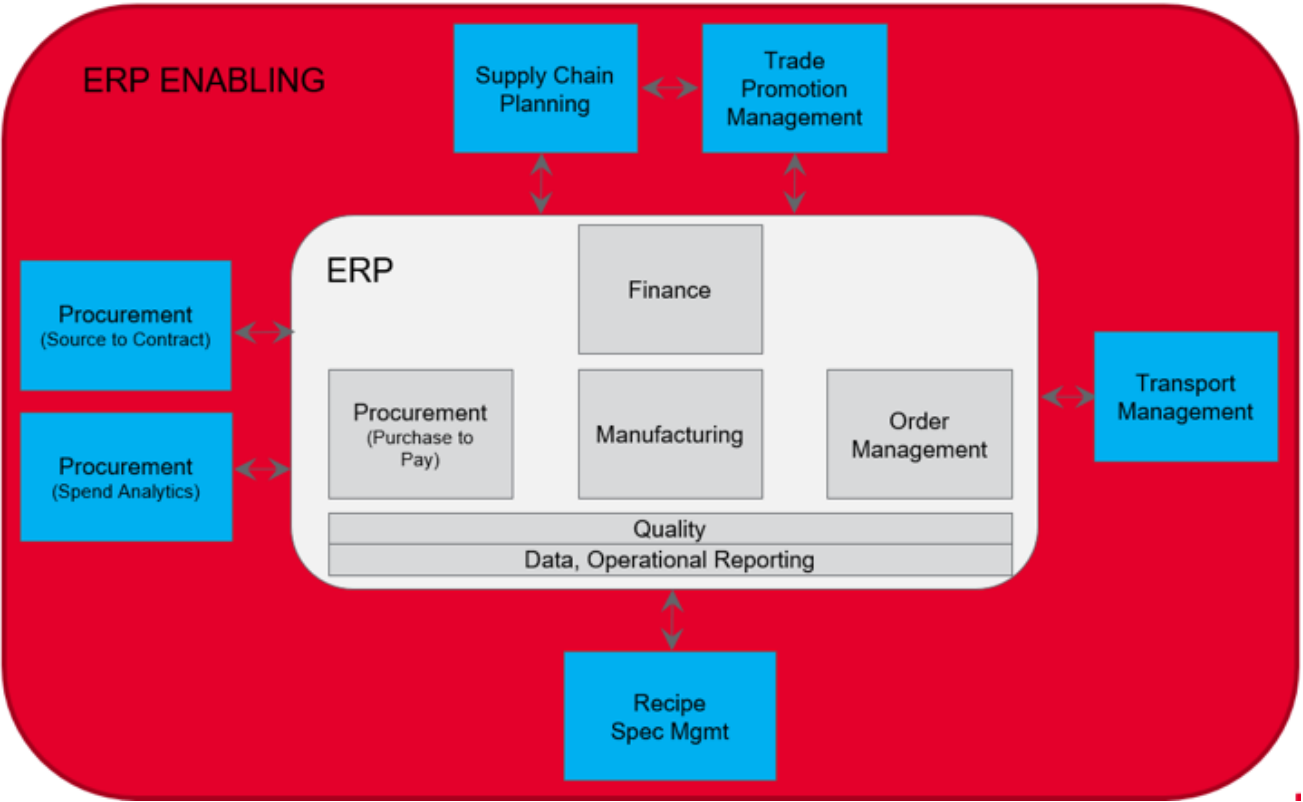 ERP ENABLING
Supply Chain
Planning
Trade
Promotion
Management
ERP
Finance
Procurement
(Source to Contract)
Procurement
(Spend Analytics)
Procurement
(Purchase to
Pay)
Manufacturing
Order
Management
Transport
Management
Quality
Data, Operational Reporting
Recipe
Spec Mgmt